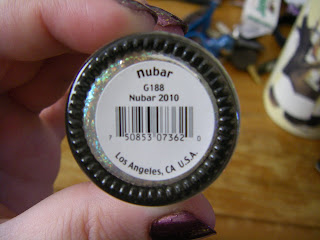 nubar
G188
Nubar 2010
7 50853 07362 0
Los Angeles, CA U.S.A.